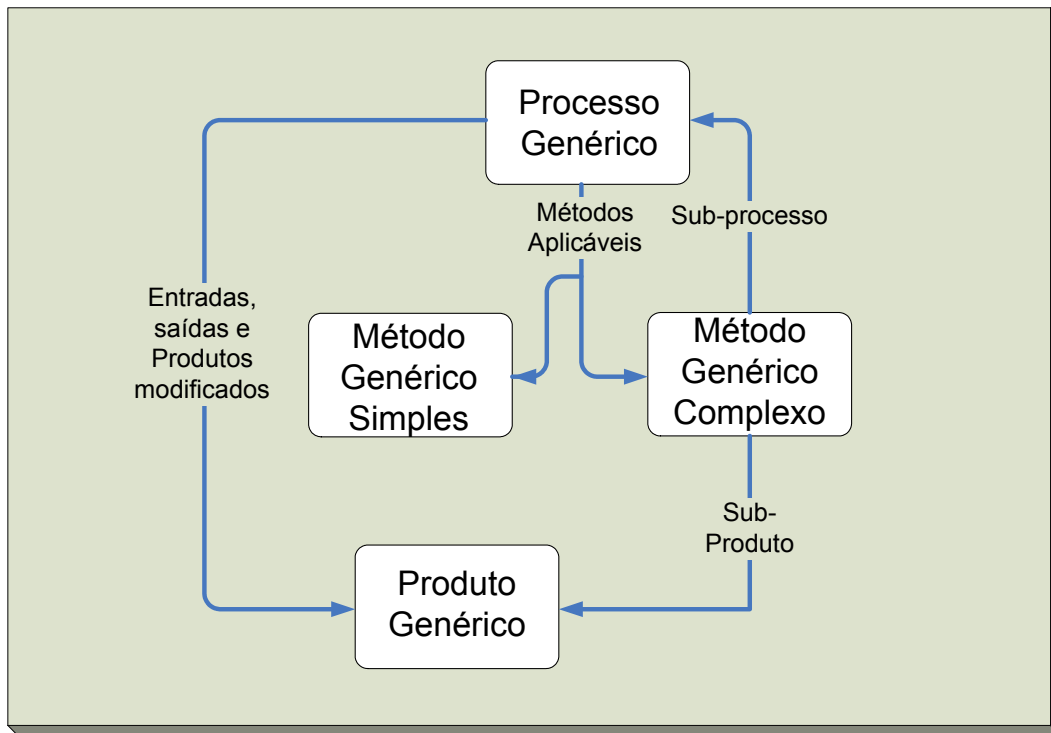 Processo
Genérico
Métodos
Aplicáveis
Sub-processo
Entradas,
saídas e
Produtos
modificados
Método
Genérico
Simples
Método
Genérico
Complexo
Sub-
Produto
Produto
Genérico